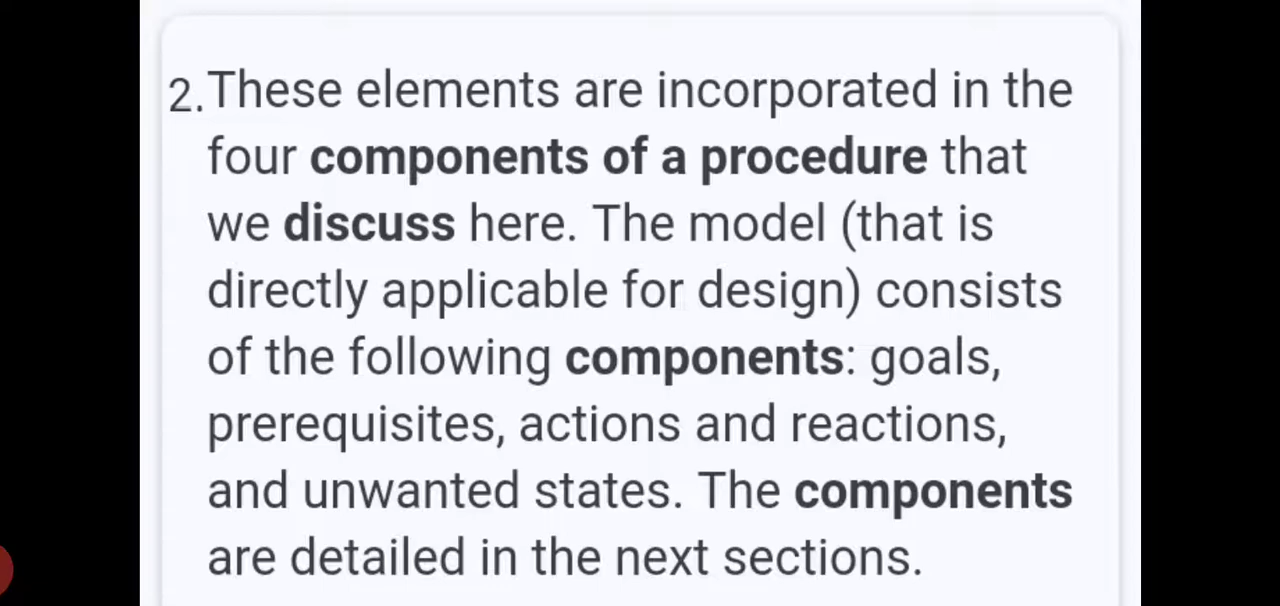 2.These elements are incorporated in the
four components of a procedure that
we discuss here. The model (that is
directly applicable for design) consists
of the following components: goals,
prerequisites, actions and reactions,
and unwanted states. The components
are detailed in the next sections.